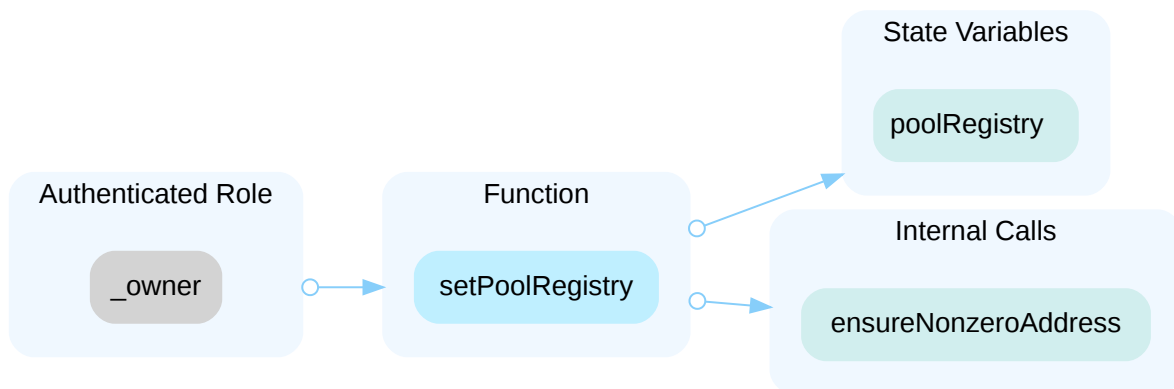 Authenticated Role
_owner
Function
setPoolRegistry
State Variables
poolRegistry
Internal Calls
ensureNonzeroAddress